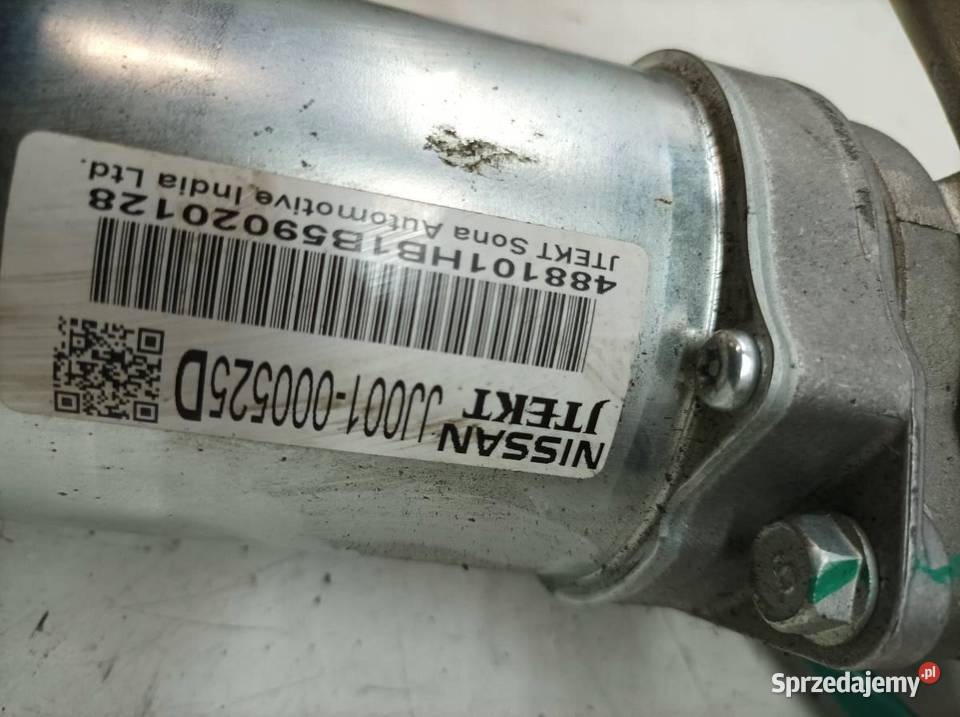 NISSAN
JTEKT
JJ001-000525D
488101HB1B59020128
JTEKT Sona Automotive India Ltd.
Sprzedajemy.pl